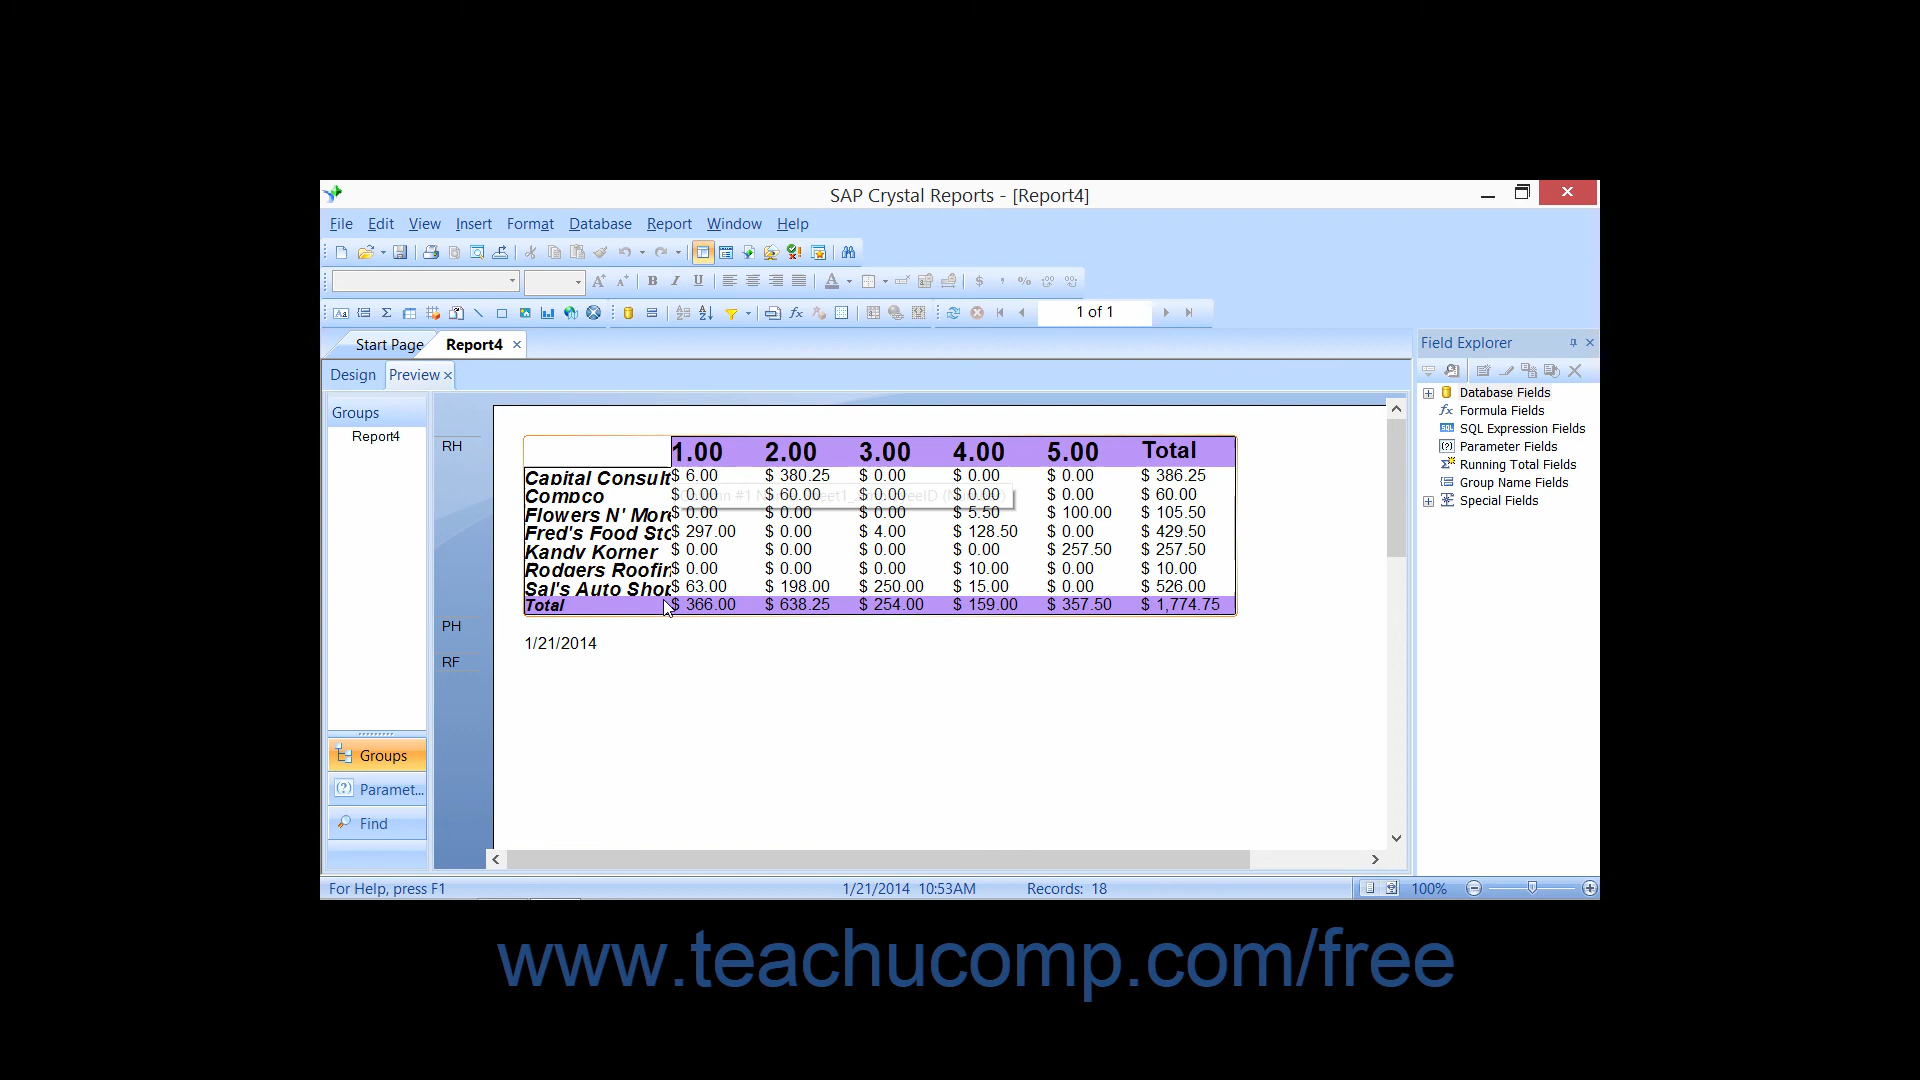 SAP Crystal Reports - [Report4]
File Edit View Insert Format Database Report Window Help
1 of 1
Start Page Report4
Field Explorer
Design Preview
Database Fields
Formula Fields
SQL Expression Fields
Parameter Fields
Running Total Fields
Group Name Fields
Special Fields
Groups
Report4
RH
PH
RF
1.00 2.00 3.00 4.00 5.00 Total
Capital Consult $ 6.00 $ 380.25 $ 0.00 $ 0.00 $ 0.00 $ 386.25
Compco $ 0.00 $ 60.00 $ 0.00 $ 0.00 $ 0.00 $ 60.00
Flowers N' More $ 0.00 $ 0.00 $ 0.00 $ 5.50 $ 100.00 $ 105.50
Fred's Food Sto $ 297.00 $ 0.00 $ 4.00 $ 128.50 $ 0.00 $ 429.50
Kandy Korner $ 0.00 $ 0.00 $ 0.00 $ 0.00 $ 257.50 $ 257.50
Rodgers Roofin $ 0.00 $ 0.00 $ 0.00 $ 10.00 $ 0.00 $ 10.00
Sal's Auto Shop $ 63.00 $ 198.00 $ 250.00 $ 15.00 $ 0.00 $ 526.00
Total $ 366.00 $ 638.25 $ 254.00 $ 159.00 $ 357.50 $ 1,774.75
1/21/2014
Groups
Paramet...
Find
For Help, press F1 1/21/2014 10:53AM Records: 18 100%
www.teachucomp.com/free